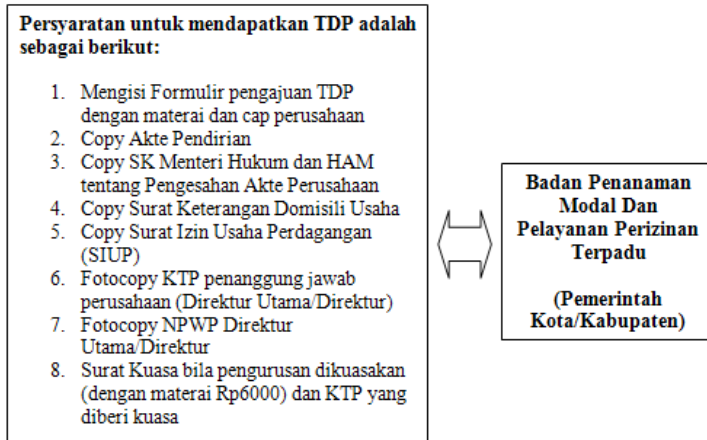 Persyaratan untuk mendapatkan TDP adalah
sebagai berikut:
1. Mengisi Formulir pengajuan TDP
dengan materai dan cap perusahaan
2. Copy Akte Pendirian
3. Copy SK Menteri Hukum dan HAM
tentang Pengesahan Akte Perusahaan
4. Copy Surat Keterangan Domisili Usaha
5. Copy Surat Izin Usaha Perdagangan
(SIUP)
6. Fotocopy KTP penanggung jawab
perusahaan (Direktur Utama/Direktur)
7. Fotocopy NPWP Direktur
Utama/Direktur
8. Surat Kuasa bila pengurusan dikuasakan
(dengan materai Rp6000) dan KTP yang
diberi kuasa
Badan Penanaman
Modal Dan
Pelayanan Perizinan
Terpadu
(Pemerintah
Kota/Kabupaten)